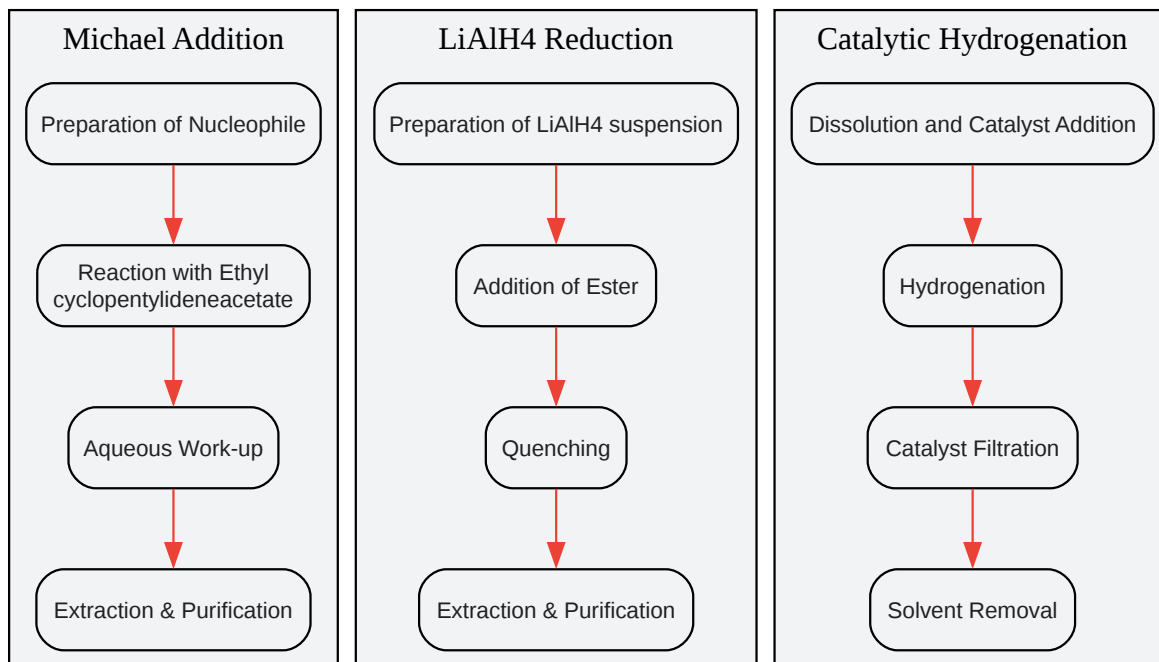 Michael Addition
Preparation of Nucleophile
Reaction with Ethyl
cyclopentylideneacetate
Aqueous Work-up
Extraction & Purification
LiAlH4 Reduction
Preparation of LiAlH4 suspension
Addition of Ester
Quenching
Extraction & Purification
Catalytic Hydrogenation
Dissolution and Catalyst Addition
Hydrogenation
Catalyst Filtration
Solvent Removal